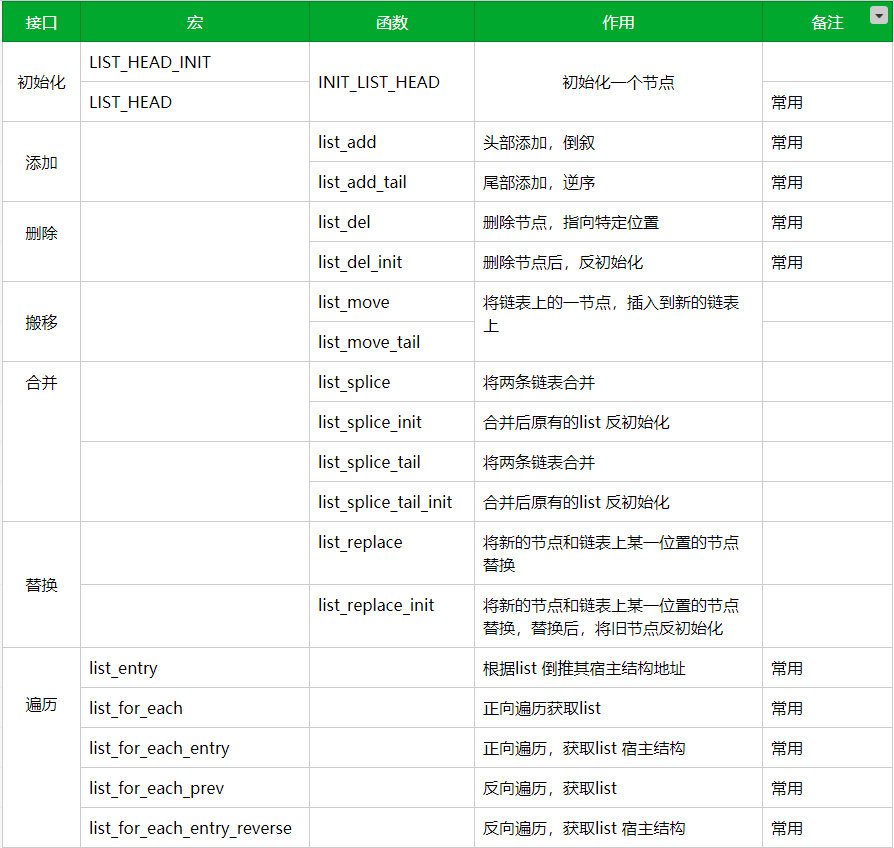 接口 宏 函数 作用 备注
初始化 LIST_HEAD_INIT INIT_LIST_HEAD 初始化一个节点
LIST_HEAD 常用
添加 list_add 头部添加，倒叙 常用
list_add_tail 尾部添加，逆序 常用
删除 list_del 删除节点，指向特定位置 常用
list_del_init 删除节点后，反初始化 常用
搬移 list_move 将链表上的一节点，插入到新的链表
上
list_move_tail
合并 list_splice 将两条链表合并
list_splice_init 合并后原有的list 反初始化
list_splice_tail 将两条链表合并
list_splice_tail_init 合并后原有的list 反初始化
替换 list_replace 将新的节点和链表上某一位置的节点
替换
list_replace_init 将新的节点和链表上某一位置的节点
替换，替换后，将旧节点反初始化
遍历 list_entry 根据list 倒推其宿主结构地址 常用
list_for_each 正向遍历获取list 常用
list_for_each_entry 正向遍历，获取list 宿主结构 常用
list_for_each_prev 反向遍历，获取list 常用
list_for_each_entry_reverse 反向遍历，获取list 宿主结构 常用